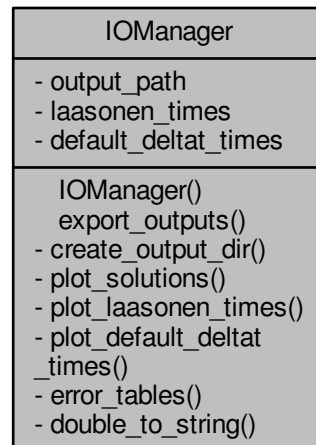 IOManager
- output_path
- laasonen_times
- default_deltat_times
IOManager()
export_outputs()
- create_output_dir()
- plot_solutions()
- plot_laasonen_times()
- plot_default_deltat
_times()
- error_tables()
- double_to_string()